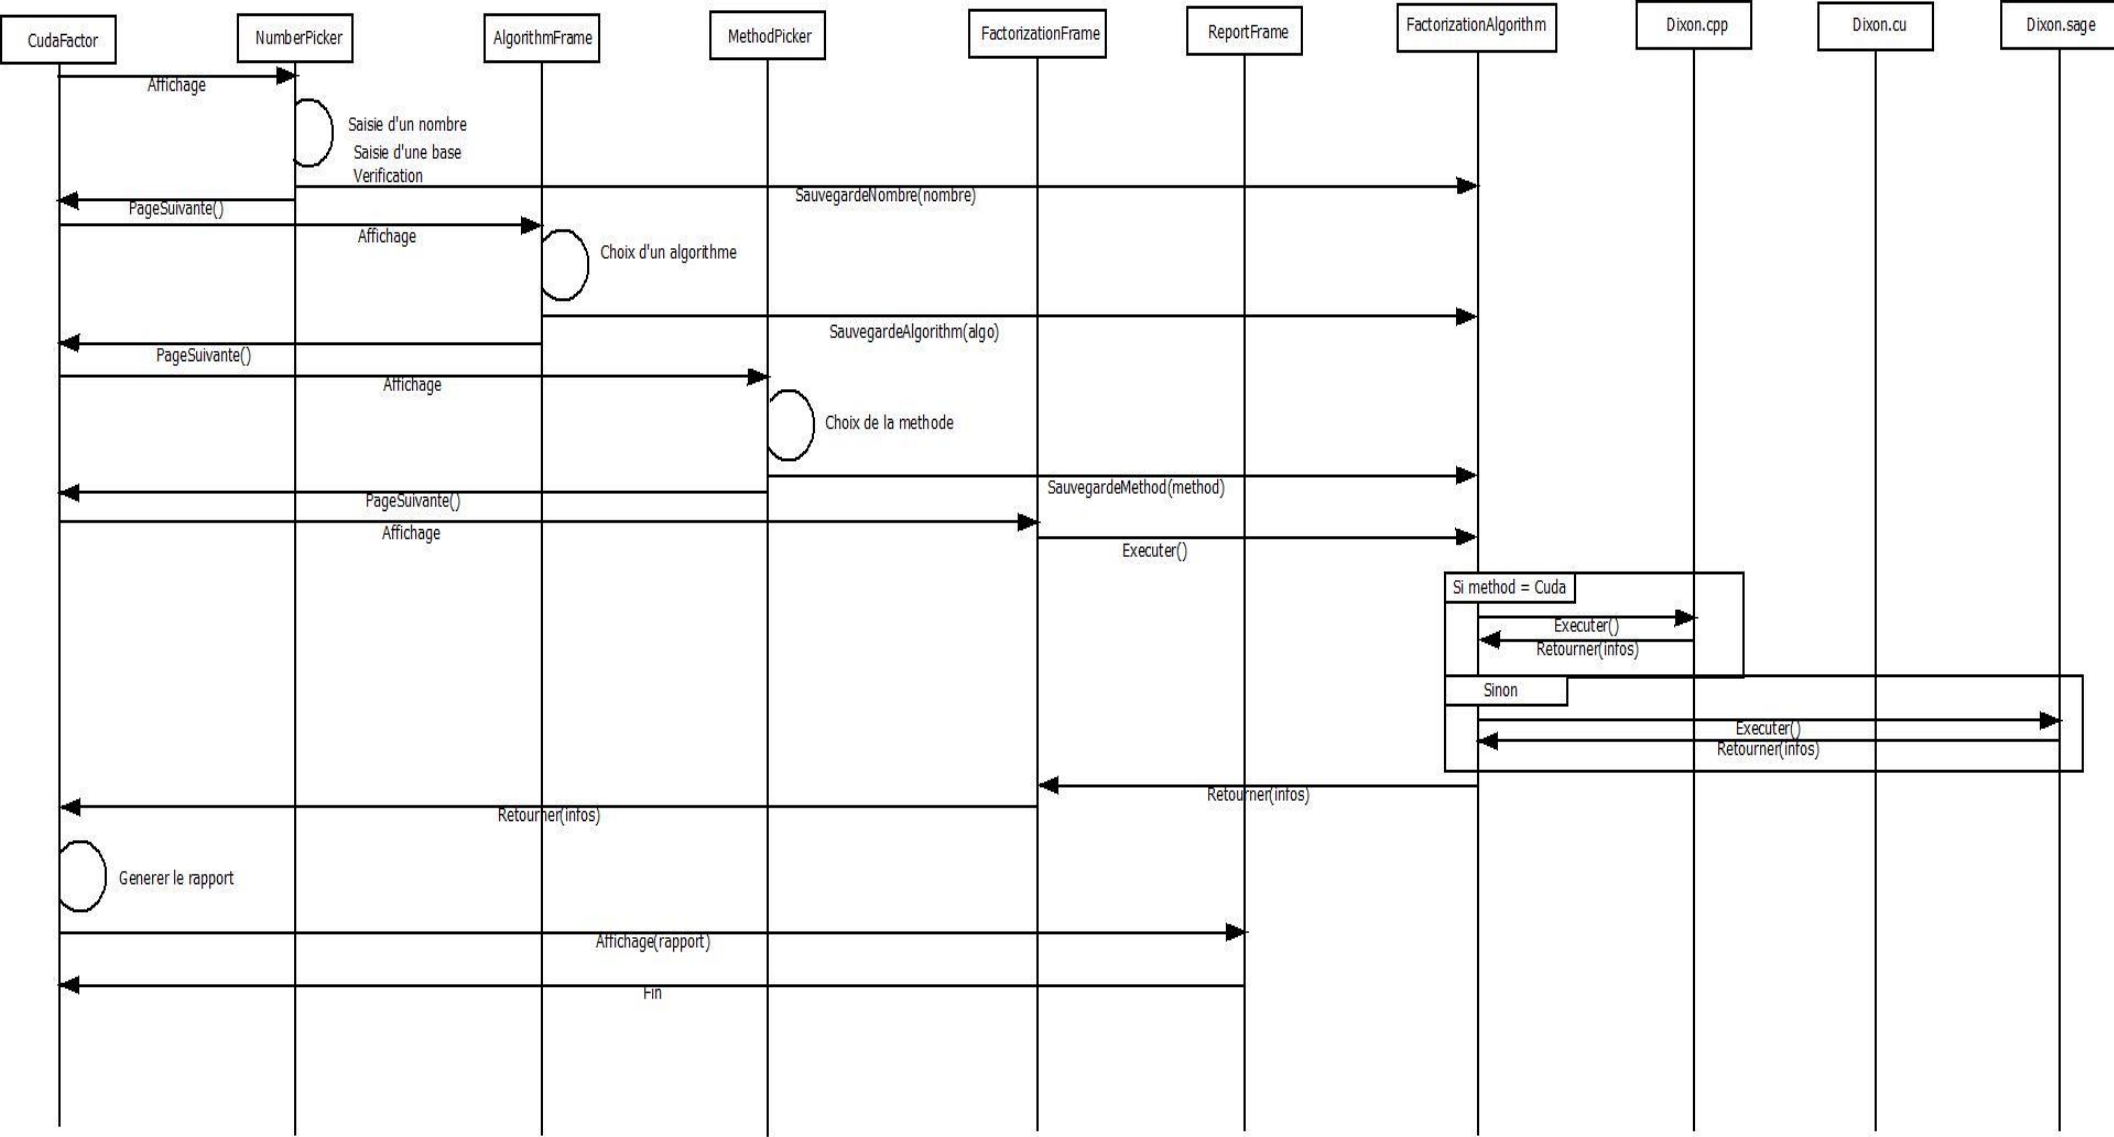 CudaFactor
NumberPicker
AlgorithmFrame
MethodPicker
FactorizationFrame
ReportFrame
FactorizationAlgorithm
Dixon.cpp
Dixon.cu
Dixon.sage
Affichage
Saisie d'un nombre
Saisie d'une base
Verification
SauvegardeNombre(nombre)
PageSuivante()
Affichage
Choix d'un algorithme
SauvegardeAlgorithm(algo)
PageSuivante()
Affichage
Choix de la methode
SauvegardeMethod(method)
PageSuivante()
Affichage
Executer()
Si method = Cuda
Executer()
Retourner(infos)
Sinon
Executer()
Retourner(infos)
Retourner(infos)
Retourner(infos)
Generer le rapport
Affichage(rapport)
Fin